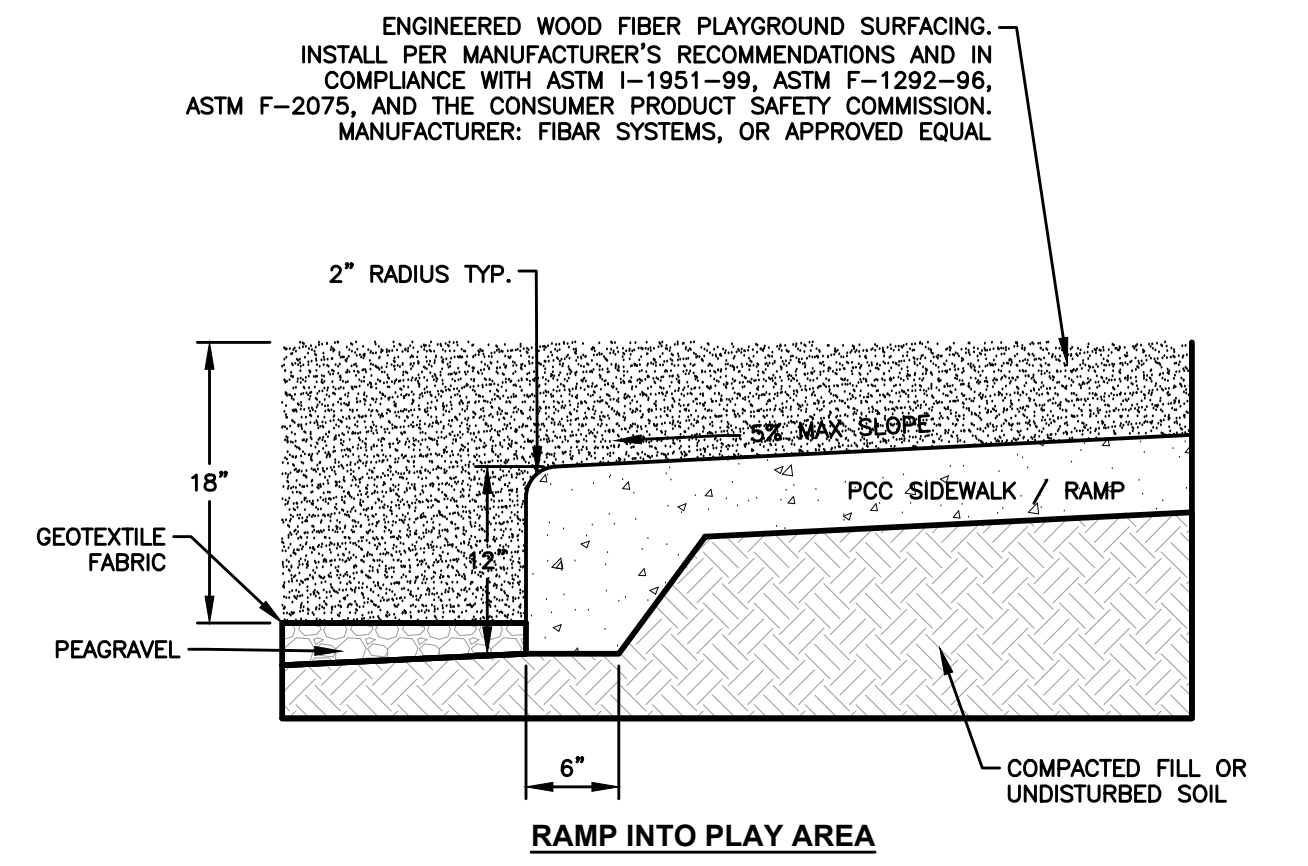 ENGINEERED WOOD FIBER PLAYGROUND SURFACING.
INSTALL PER MANUFACTURER'S RECOMMENDATIONS AND IN
COMPLIANCE WITH ASTM I-1951-99, ASTM F-1292-96,
ASTM F-2075, AND THE CONSUMER PRODUCT SAFETY COMMISSION.
MANUFACTURER: FIBAR SYSTEMS, OR APPROVED EQUAL
2" RADIUS TYP.
5% MAX SLOPE
18"
PCC SIDEWALK / RAMP
GEOTEXTILE
FABRIC
12"
PEAGRAVEL
6"
COMPACTED FILL OR
UNDISTURBED SOIL
RAMP INTO PLAY AREA